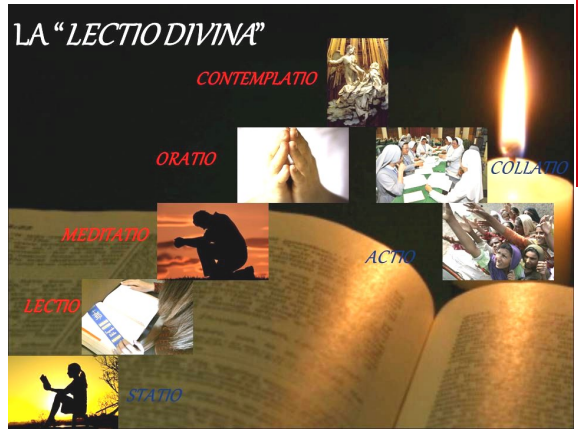 LA “LECTIO DIVINA”
CONTEMPLATIO
ORATIO
COLLATIO
MEDITATIO
ACTIO
LECTIO
STATIO